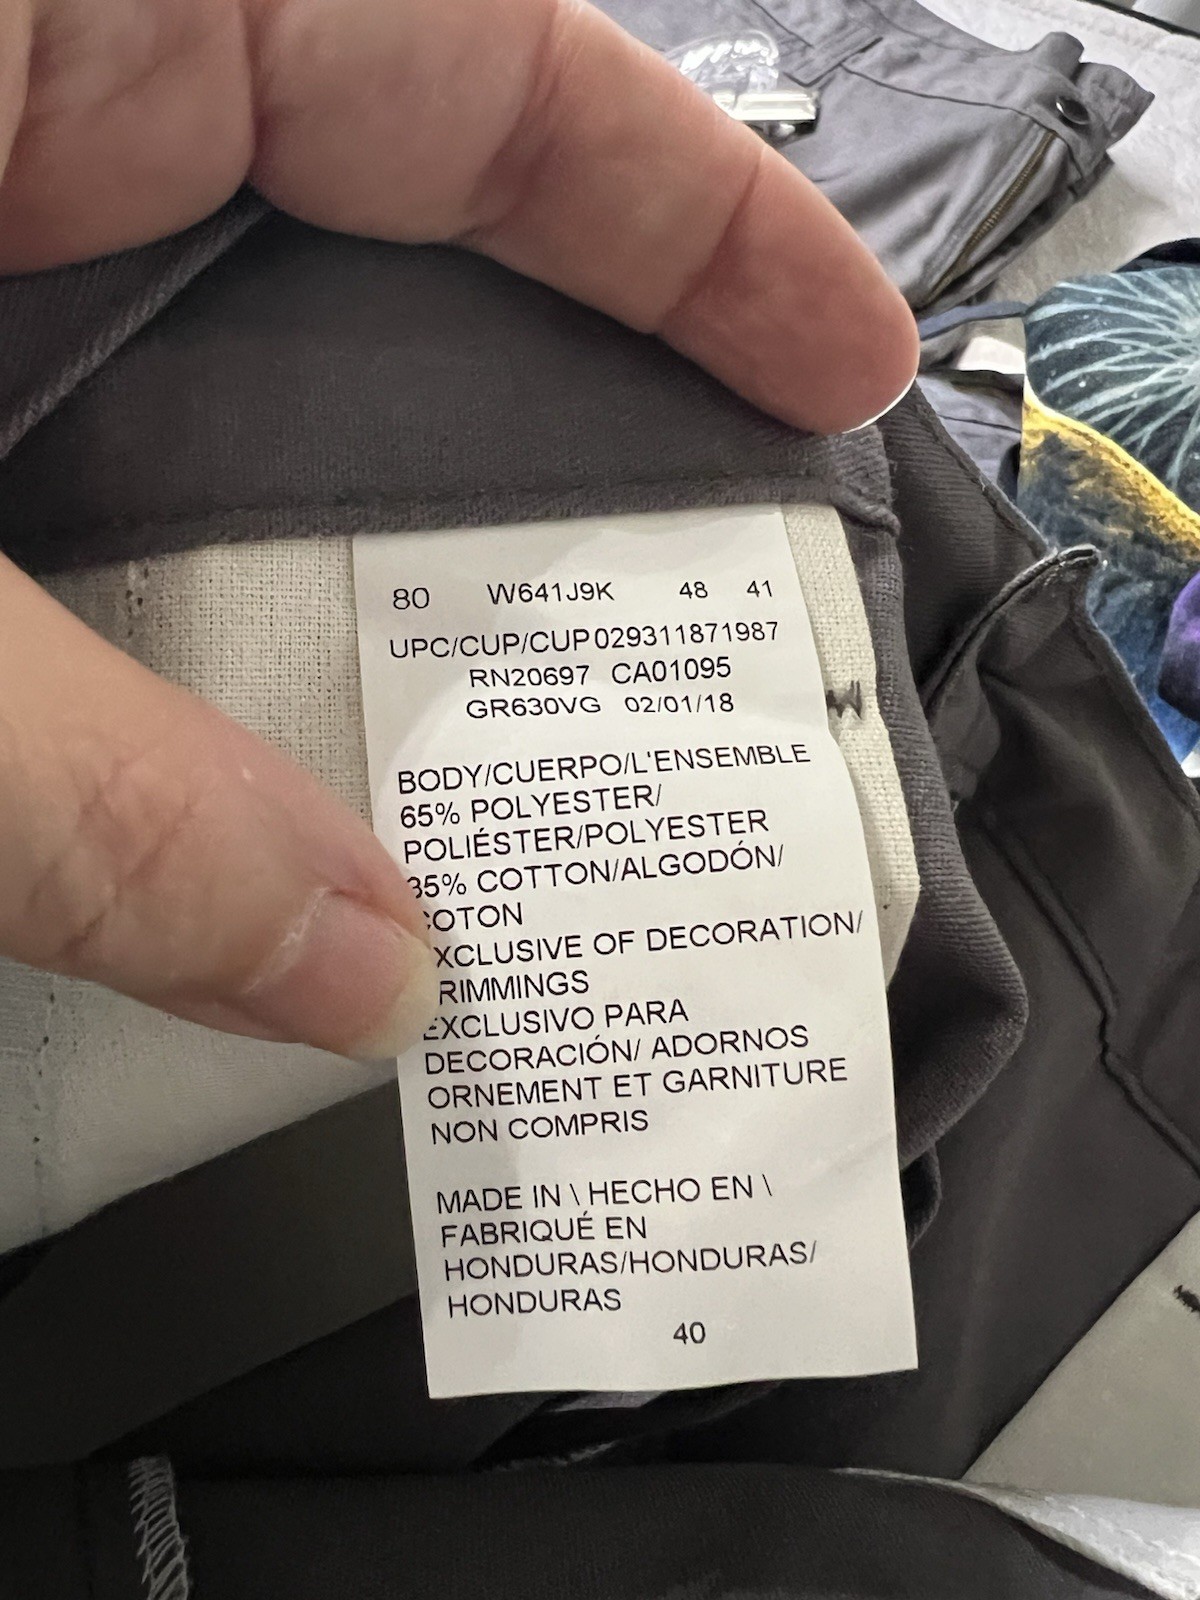 80 W641J9K 48 41
UPC/CUP/CUP 029311871987
RN20697 CA01095
GR630VG 02/01/18
BODY/CUERPO/L'ENSEMBLE
65% POLYESTER/
POLIÉSTER/POLYESTER
35% COTTON/ALGODÓN/
COTON
XCLUSIVE OF DECORATION/
RIMMINGS
EXCLUSIVO PARA
DECORACIÓN/ ADORNOS
ORNEMENT ET GARNITURE
NON COMPRIS
MADE IN \ HECHO EN \
FABRIQUÉ EN
HONDURAS/HONDURAS/
HONDURAS
40